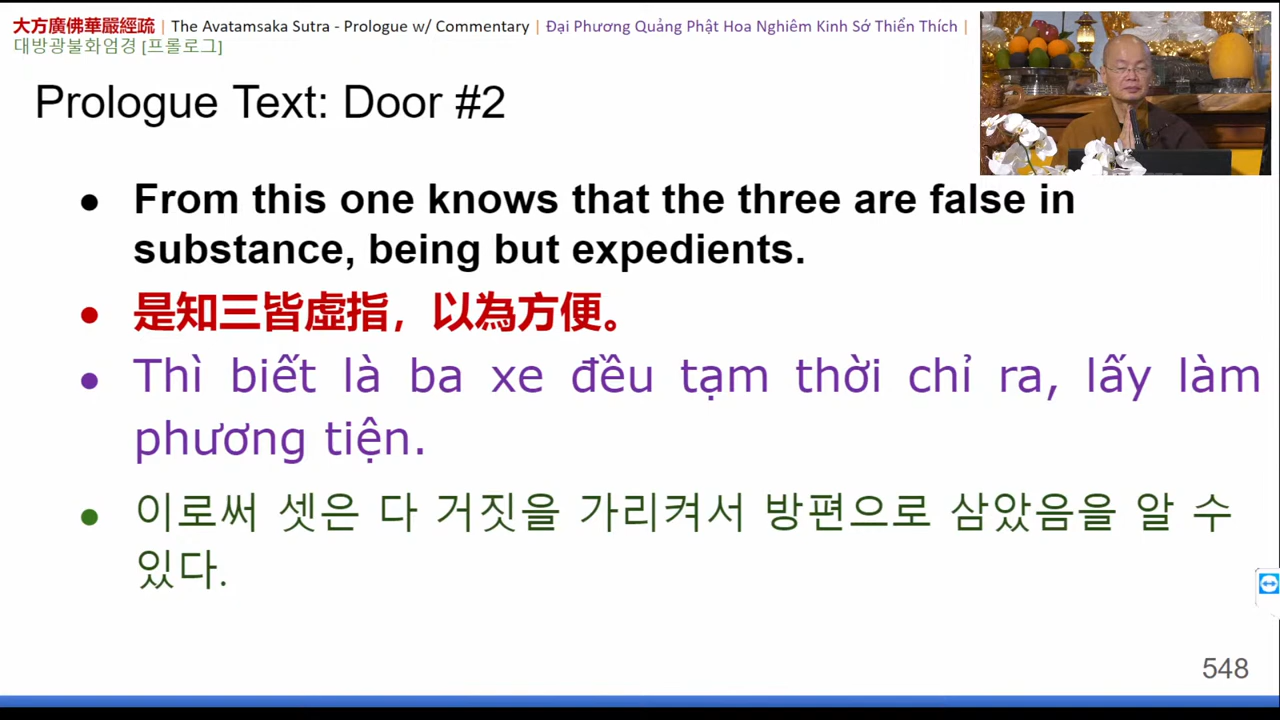 大方廣佛華嚴經疏 | The Avatamsaka Sutra - Prologue w/ Commentary | Đại Phương Quảng Phật Hoa Nghiêm Kinh Sớ Thiển Thích |
대방광불화엄경 [프롤로그]
Prologue Text: Door #2
• From this one knows that the three are false in
substance, being but expedients.
• 是知三皆虛指，以為方便。
• Thì biết là ba xe đều tạm thời chỉ ra, lấy làm
phương tiện.
• 이로써 셋은 다 거짓을 가리켜서 방편으로 삼았음을 알 수
있다.
548